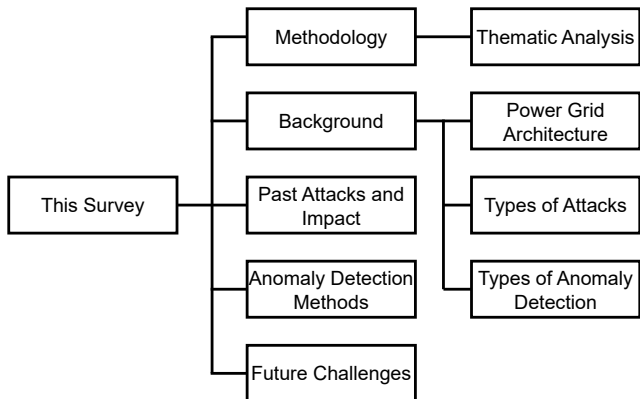 Methodology
Thematic Analysis
Background
Power Grid
Architecture
This Survey
Past Attacks and
Impact
Types of Attacks
Anomaly Detection
Methods
Types of Anomaly
Detection
Future Challenges